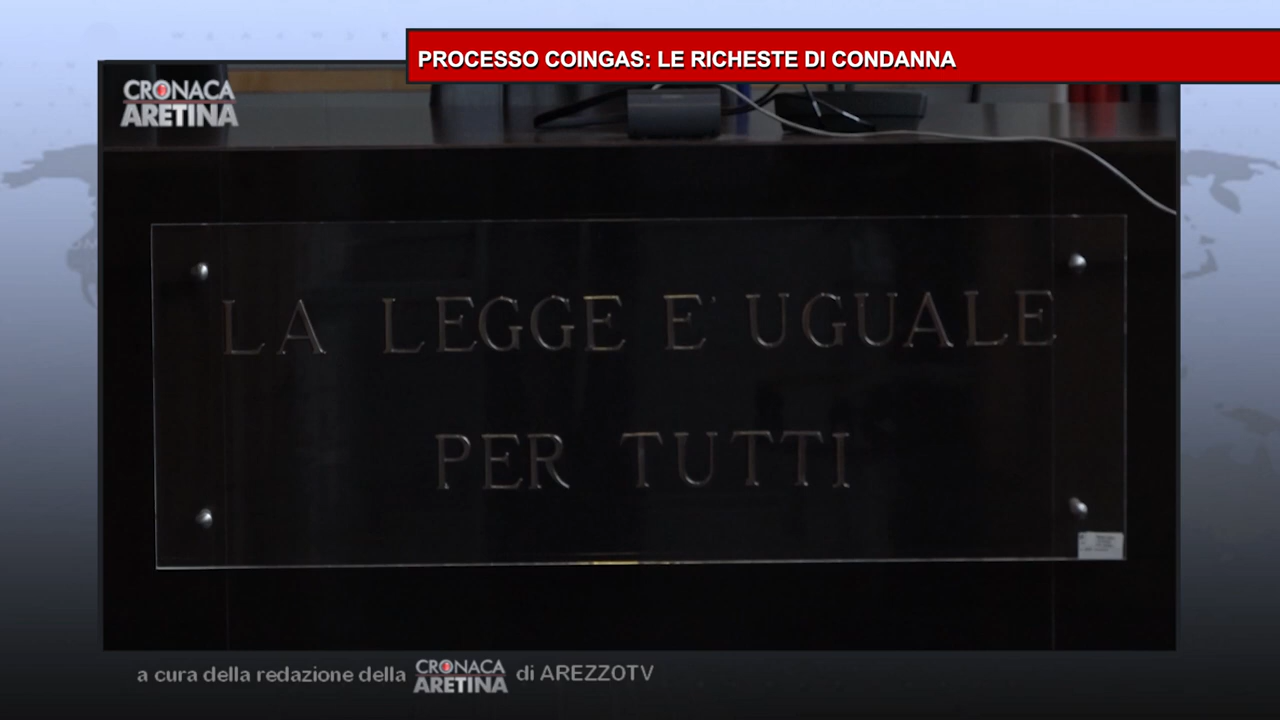 PROCESSO COINGAS: LE RICHESTE DI CONDANNA
CRONACA
ARETINA
LA LEGGE E' UGUALE
PER TUTTI
a cura della redazione della CRONACA ARETINA di AREZZOTV